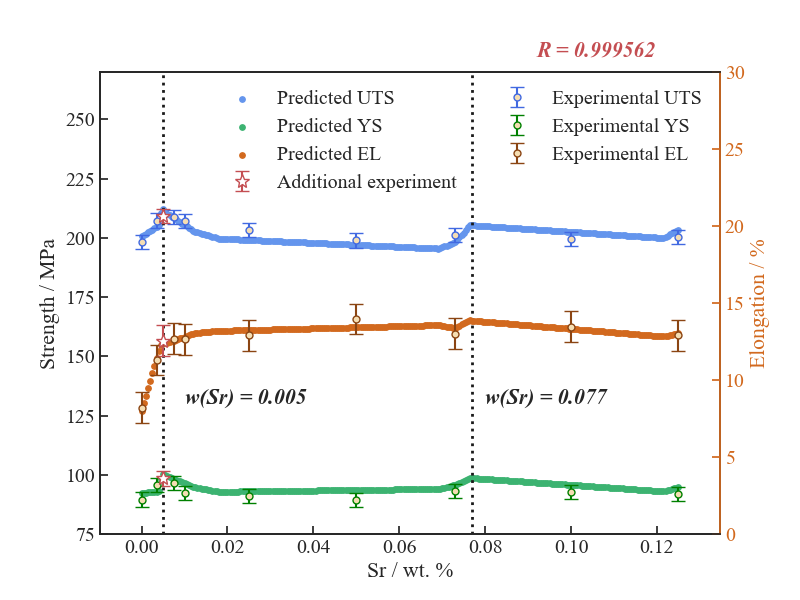 R = 0.999562
Predicted UTS
Predicted YS
Predicted EL
Additional experiment
Experimental UTS
Experimental YS
Experimental EL
w(Sr) = 0.005
w(Sr) = 0.077
Strength / MPa
250
225
200
175
150
125
100
75
Elongation / %
30
25
20
15
10
5
0
0.00 0.02 0.04 0.06 0.08 0.10 0.12
Sr / wt. %